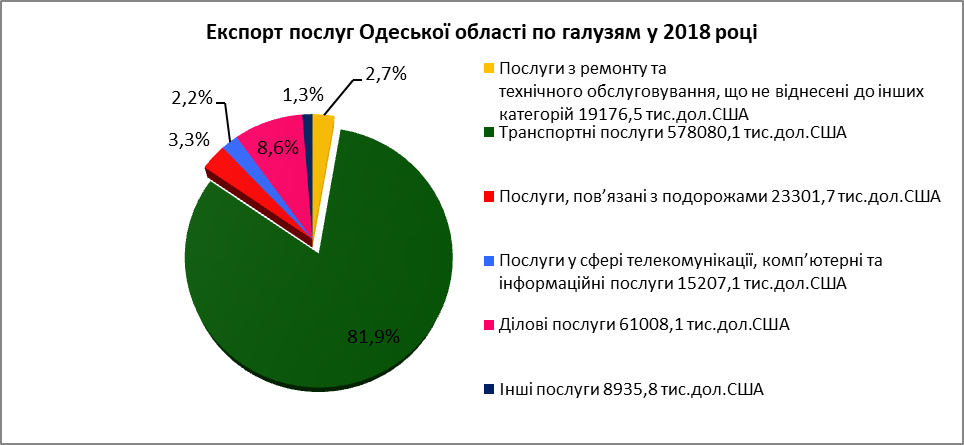 Експорт послуг Одеської області по галузям у 2018 році
2,7%
1,3%
2,2%
3,3%
8,6%
81,9%
Послуги з ремонту та
технічного обслуговування, що не віднесені до інших
категорій 19176,5 тис.дол.США
Транспортні послуги 578080,1 тис.дол.США
Послуги, пов’язані з подорожами 23301,7 тис.дол.США
Послуги у сфері телекомунікації, комп’ютерні та
інформаційні послуги 15207,1 тис.дол.США
Ділові послуги 61008,1 тис.дол.США
Інші послуги 8935,8 тис.дол.США